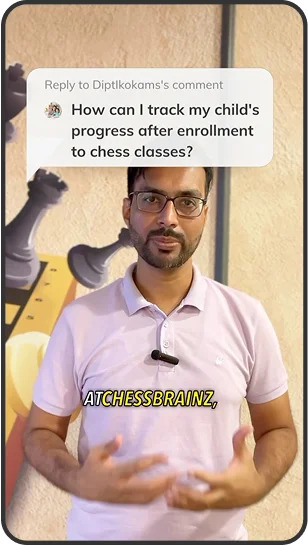 Reply to DiptIkokams's comment
How can I track my child's
progress after enrollment
to chess classes?
ATCHESSBRAINZ,